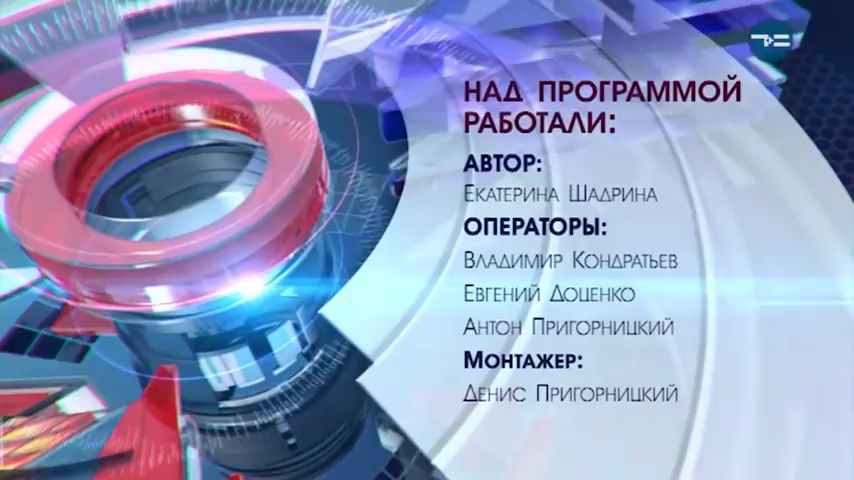 НАД ПРОГРАММОЙ
РАБОТАЛИ:
АВТОР:
ЕКАТЕРИНА ШАДРИНА
ОПЕРАТОРЫ:
ВЛАДИМИР КОНДРАТЬЕВ
ЕВГЕНИЙ ДОЦЕНКО
АНТОН ПРИГОРНИЦКИЙ
МОНТАЖЕР:
ДЕНИС ПРИГОРНИЦКИЙ